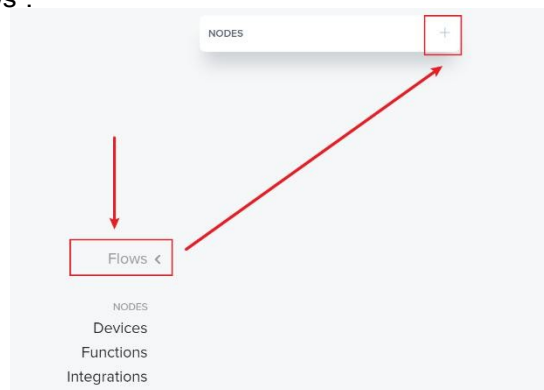 s :
NODES +
Flows <
NODES
Devices
Functions
Integrations